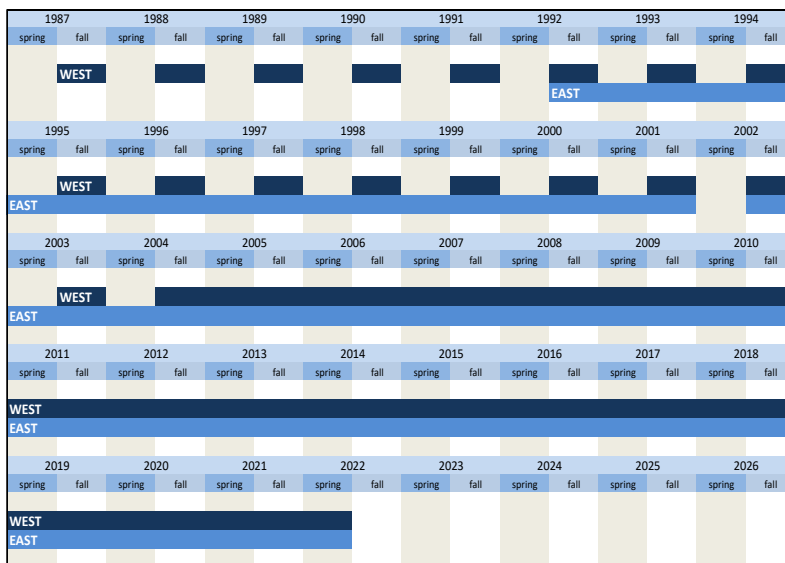 1987 1988 1989 1990 1991 1992 1993 1994
spring fall spring fall spring fall spring fall spring fall spring fall spring fall spring fall
WEST
EAST
1995 1996 1997 1998 1999 2000 2001 2002
spring fall spring fall spring fall spring fall spring fall spring fall spring fall spring fall
WEST
EAST
2003 2004 2005 2006 2007 2008 2009 2010
spring fall spring fall spring fall spring fall spring fall spring fall spring fall spring fall
WEST
EAST
2011 2012 2013 2014 2015 2016 2017 2018
spring fall spring fall spring fall spring fall spring fall spring fall spring fall spring fall
WEST
EAST
2019 2020 2021 2022 2023 2024 2025 2026
spring fall spring fall spring fall spring fall spring fall spring fall spring fall spring fall
WEST
EAST